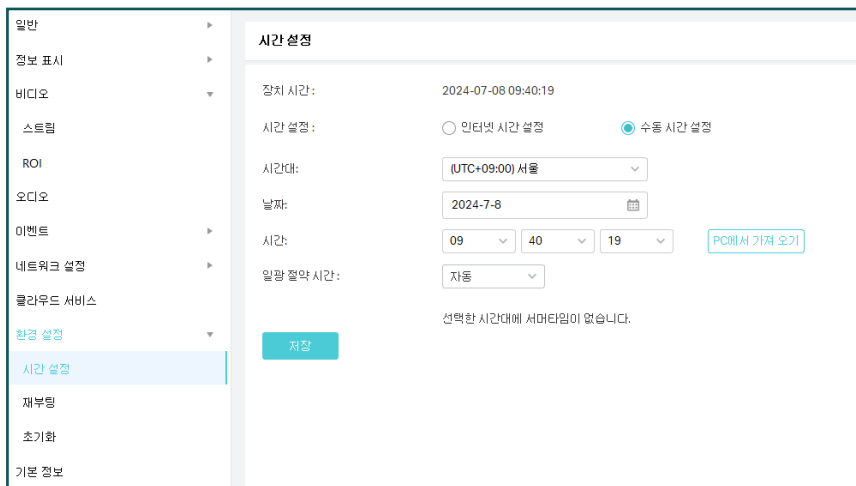 일반
정보 표시
비디오
스트림
ROI
오디오
이벤트
네트워크 설정
클라우드 서비스
환경 설정
시간 설정
재부팅
초기화
기본 정보
시간 설정
장치 시간 : 2024-07-08 09:40:19
시간 설정 : 인터넷 시간 설정 수동 시간 설정
시간대: (UTC+09:00) 서울
날짜: 2024-7-8
시간: 09 40 19 PC에서 가져 오기
일광 절약 시간 : 자동
선택한 시간대에 서머타임이 없습니다.
저장